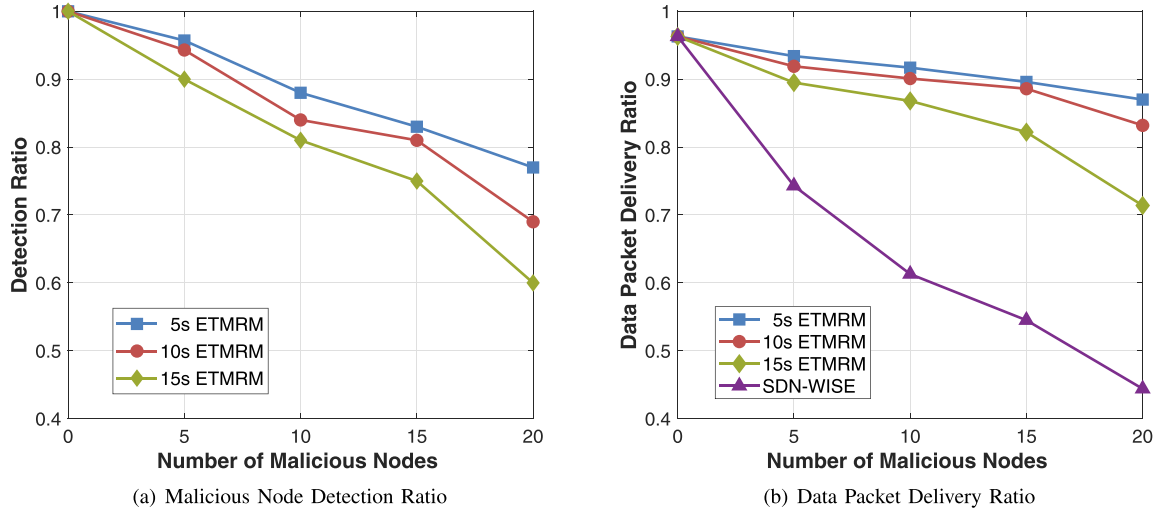 1
0.9
0.8
0.7
0.6
0.5
0.4
Detection Ratio
5s ETMRM
10s ETMRM
15s ETMRM
0 5 10 15 20
Number of Malicious Nodes
(a) Malicious Node Detection Ratio
1
0.9
0.8
0.7
0.6
0.5
0.4
Data Packet Delivery Ratio
5s ETMRM
10s ETMRM
15s ETMRM
SDN-WISE
0 5 10 15 20
Number of Malicious Nodes
(b) Data Packet Delivery Ratio